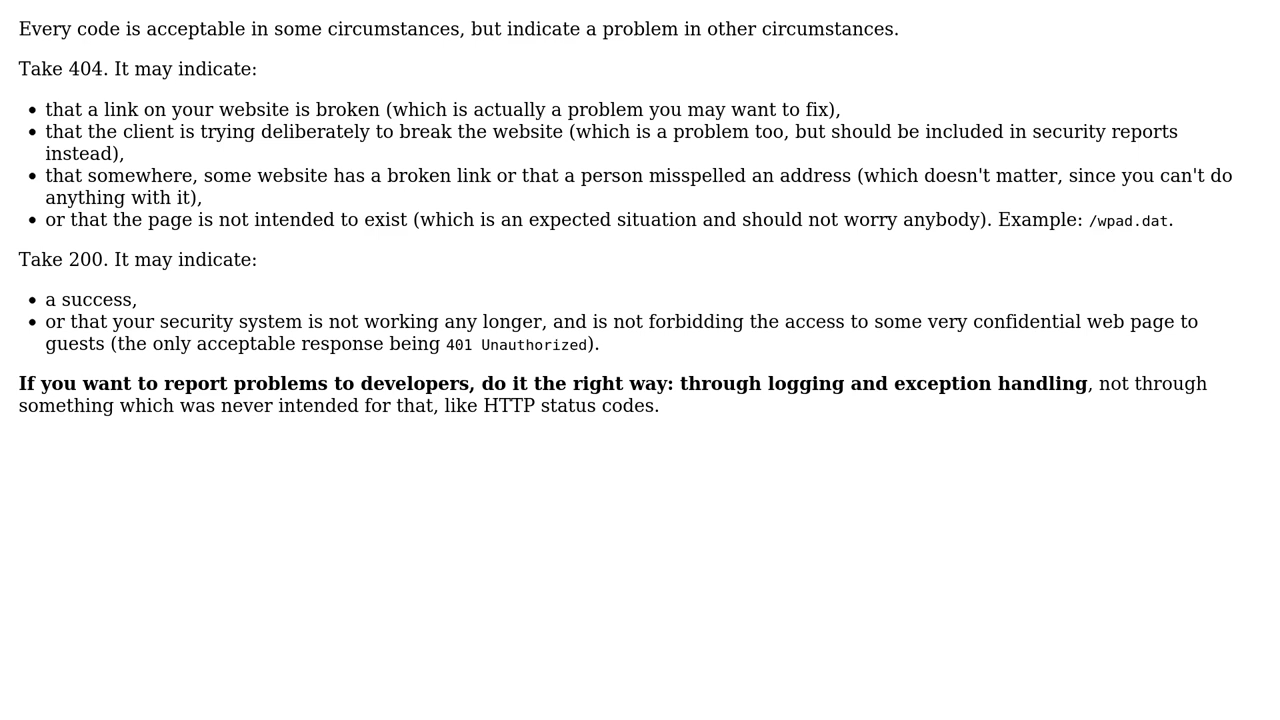 Every code is acceptable in some circumstances, but indicate a problem in other circumstances.
Take 404. It may indicate:
• that a link on your website is broken (which is actually a problem you may want to fix),
• that the client is trying deliberately to break the website (which is a problem too, but should be included in security reports
instead),
• that somewhere, some website has a broken link or that a person misspelled an address (which doesn't matter, since you can't do
anything with it),
• or that the page is not intended to exist (which is an expected situation and should not worry anybody). Example: /wpad.dat.
Take 200. It may indicate:
• a success,
• or that your security system is not working any longer, and is not forbidding the access to some very confidential web page to
guests (the only acceptable response being 401 Unauthorized).
If you want to report problems to developers, do it the right way: through logging and exception handling, not through
something which was never intended for that, like HTTP status codes.